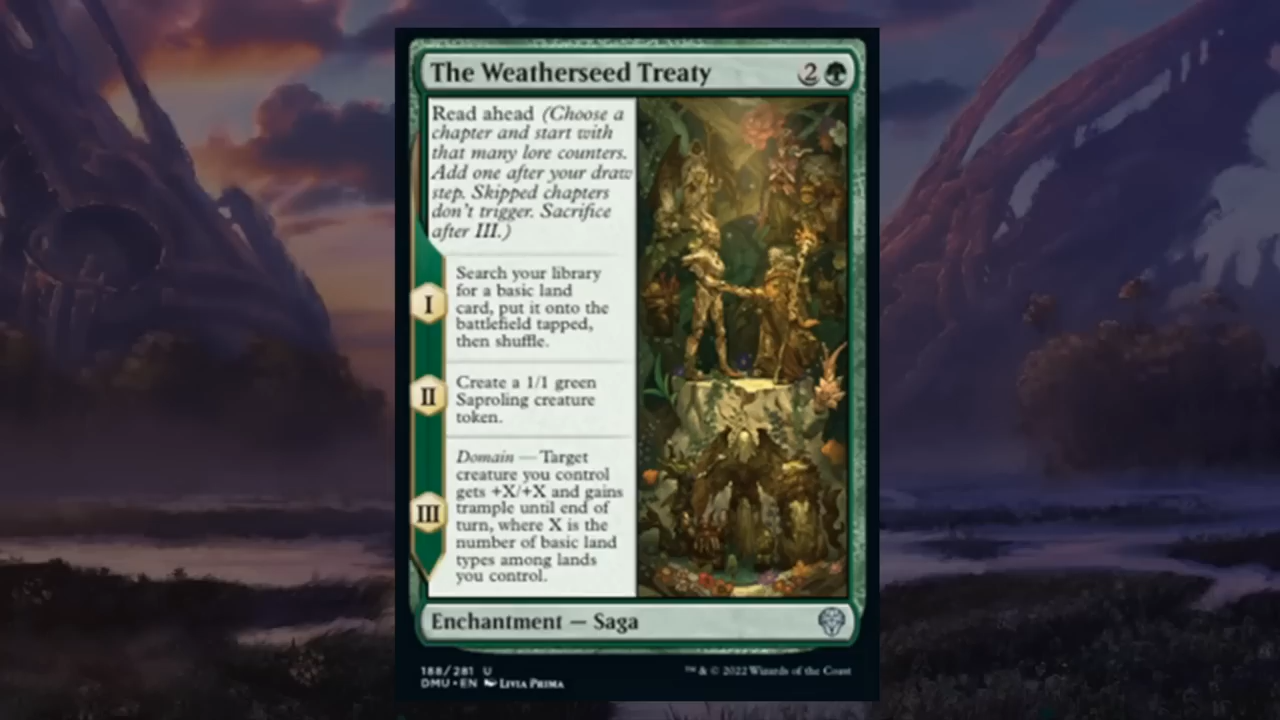 The Weatherseed Treaty 2
Read ahead (Choose a
chapter and start with
that many lore counters.
Add one after your draw
step. Skipped chapters
don't trigger. Sacrifice
after III.)
I
Search your library
for a basic land
card, put it onto the
battlefield tapped,
then shuffle.
II
Create a 1/1 green
Saproling creature
token.
III
Domain — Target
creature you control
gets +X/+X and gains
trample until end of
turn, where X is the
number of basic land
types among lands
you control.
Enchantment — Saga
188/281 U
DMU • EN LIVIA PRIMA
™ & © 2022 Wizards of the Coast